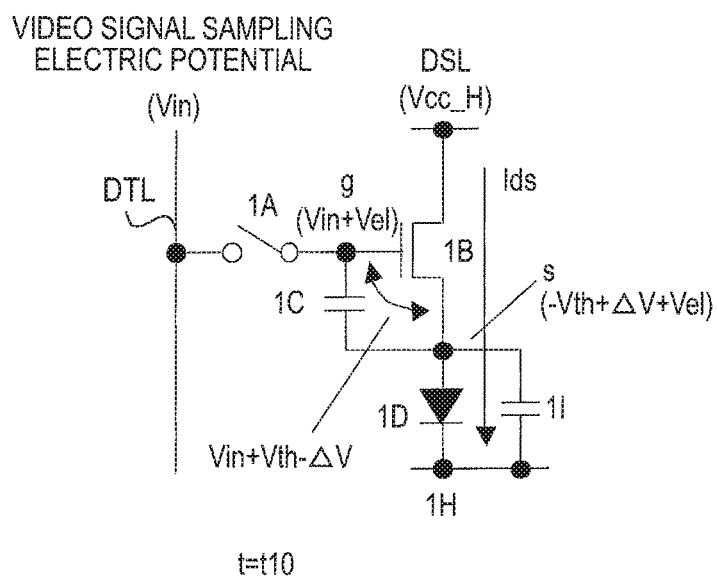 VIDEO SIGNAL SAMPLING
ELECTRIC POTENTIAL
(Vin)
DSL
(Vcc_H)
DTL
1A
g
(Vin+Vel)
Ids
1B
s
(-Vth+△V+Vel)
1C
1D
1I
Vin+Vth-△V
1H
t=t10